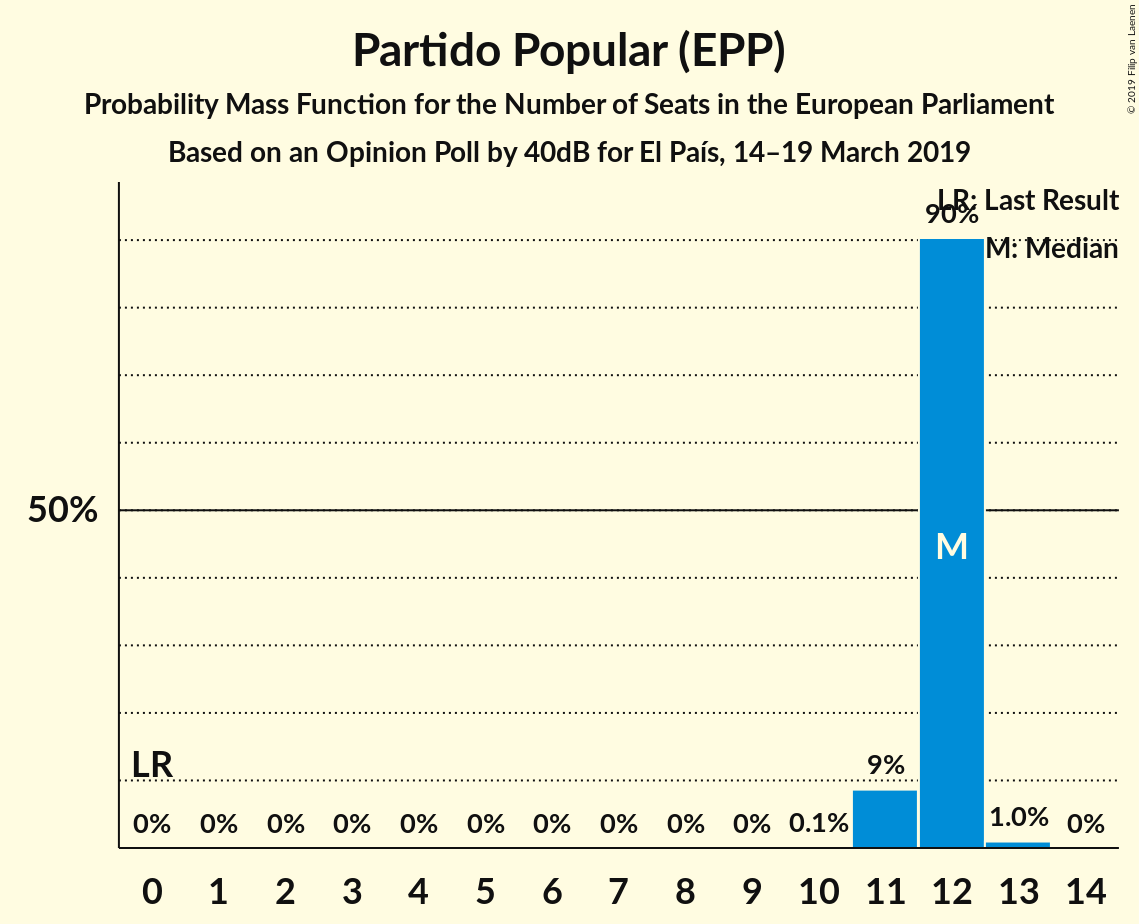 Partido Popular (EPP)
Probability Mass Function for the Number of Seats in the European Parliament
Based on an Opinion Poll by 40dB for El País, 14–19 March 2019
© 2019 Filip van Laenen
LR: Last Result
90%
M: Median
50%
M
LR
9%
0% 0% 0% 0% 0% 0% 0% 0% 0% 0% 0.1% 1.0% 0%
0 1 2 3 4 5 6 7 8 9 10 11 12 13 14